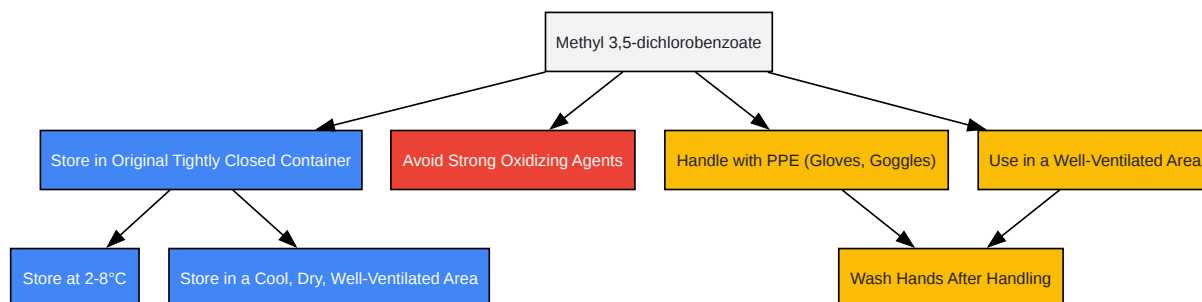 Methyl 3,5-dichlorobenzoate
Store in Original Tightly Closed Container
Avoid Strong Oxidizing Agents
Handle with PPE (Gloves, Goggles)
Use in a Well-Ventilated Area
Store at 2-8°C
Store in a Cool, Dry, Well-Ventilated Area
Wash Hands After Handling